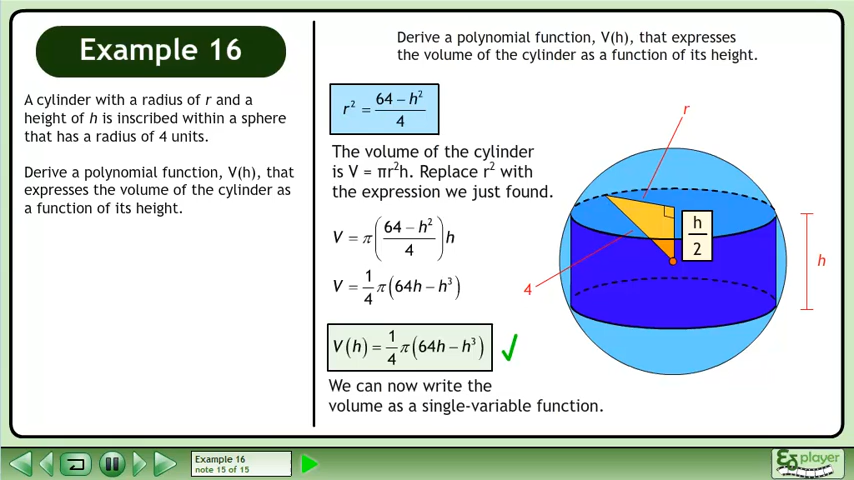 Example 16
A cylinder with a radius of r and a
height of h is inscribed within a sphere
that has a radius of 4 units.
Derive a polynomial function, V(h), that
expresses the volume of the cylinder as
a function of its height.
Derive a polynomial function, V(h), that expresses
the volume of the cylinder as a function of its height.
r² = (64 – h²)/4
The volume of the cylinder
is V = πr²h. Replace r² with
the expression we just found.
V = π((64 – h²)/4)h
V = 1/4 π(64h – h³)
V(h) = 1/4 π(64h – h³)
We can now write the
volume as a single-variable function.
r
h/2
4
h
Example 16
note 15 of 15
player